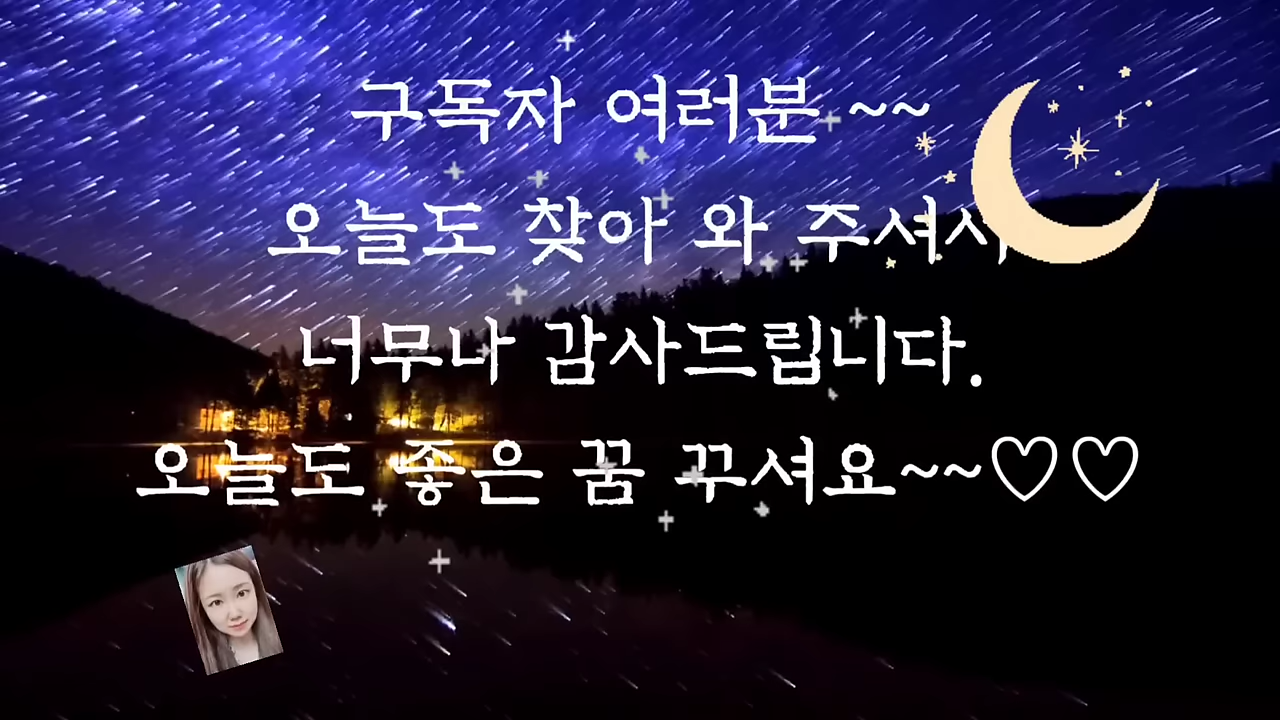 구독자 여러분 ~~
오늘도 찾아 와 주셔서
너무나 감사드립니다.
오늘도 좋은 꿈 꾸셔요~~♡♡